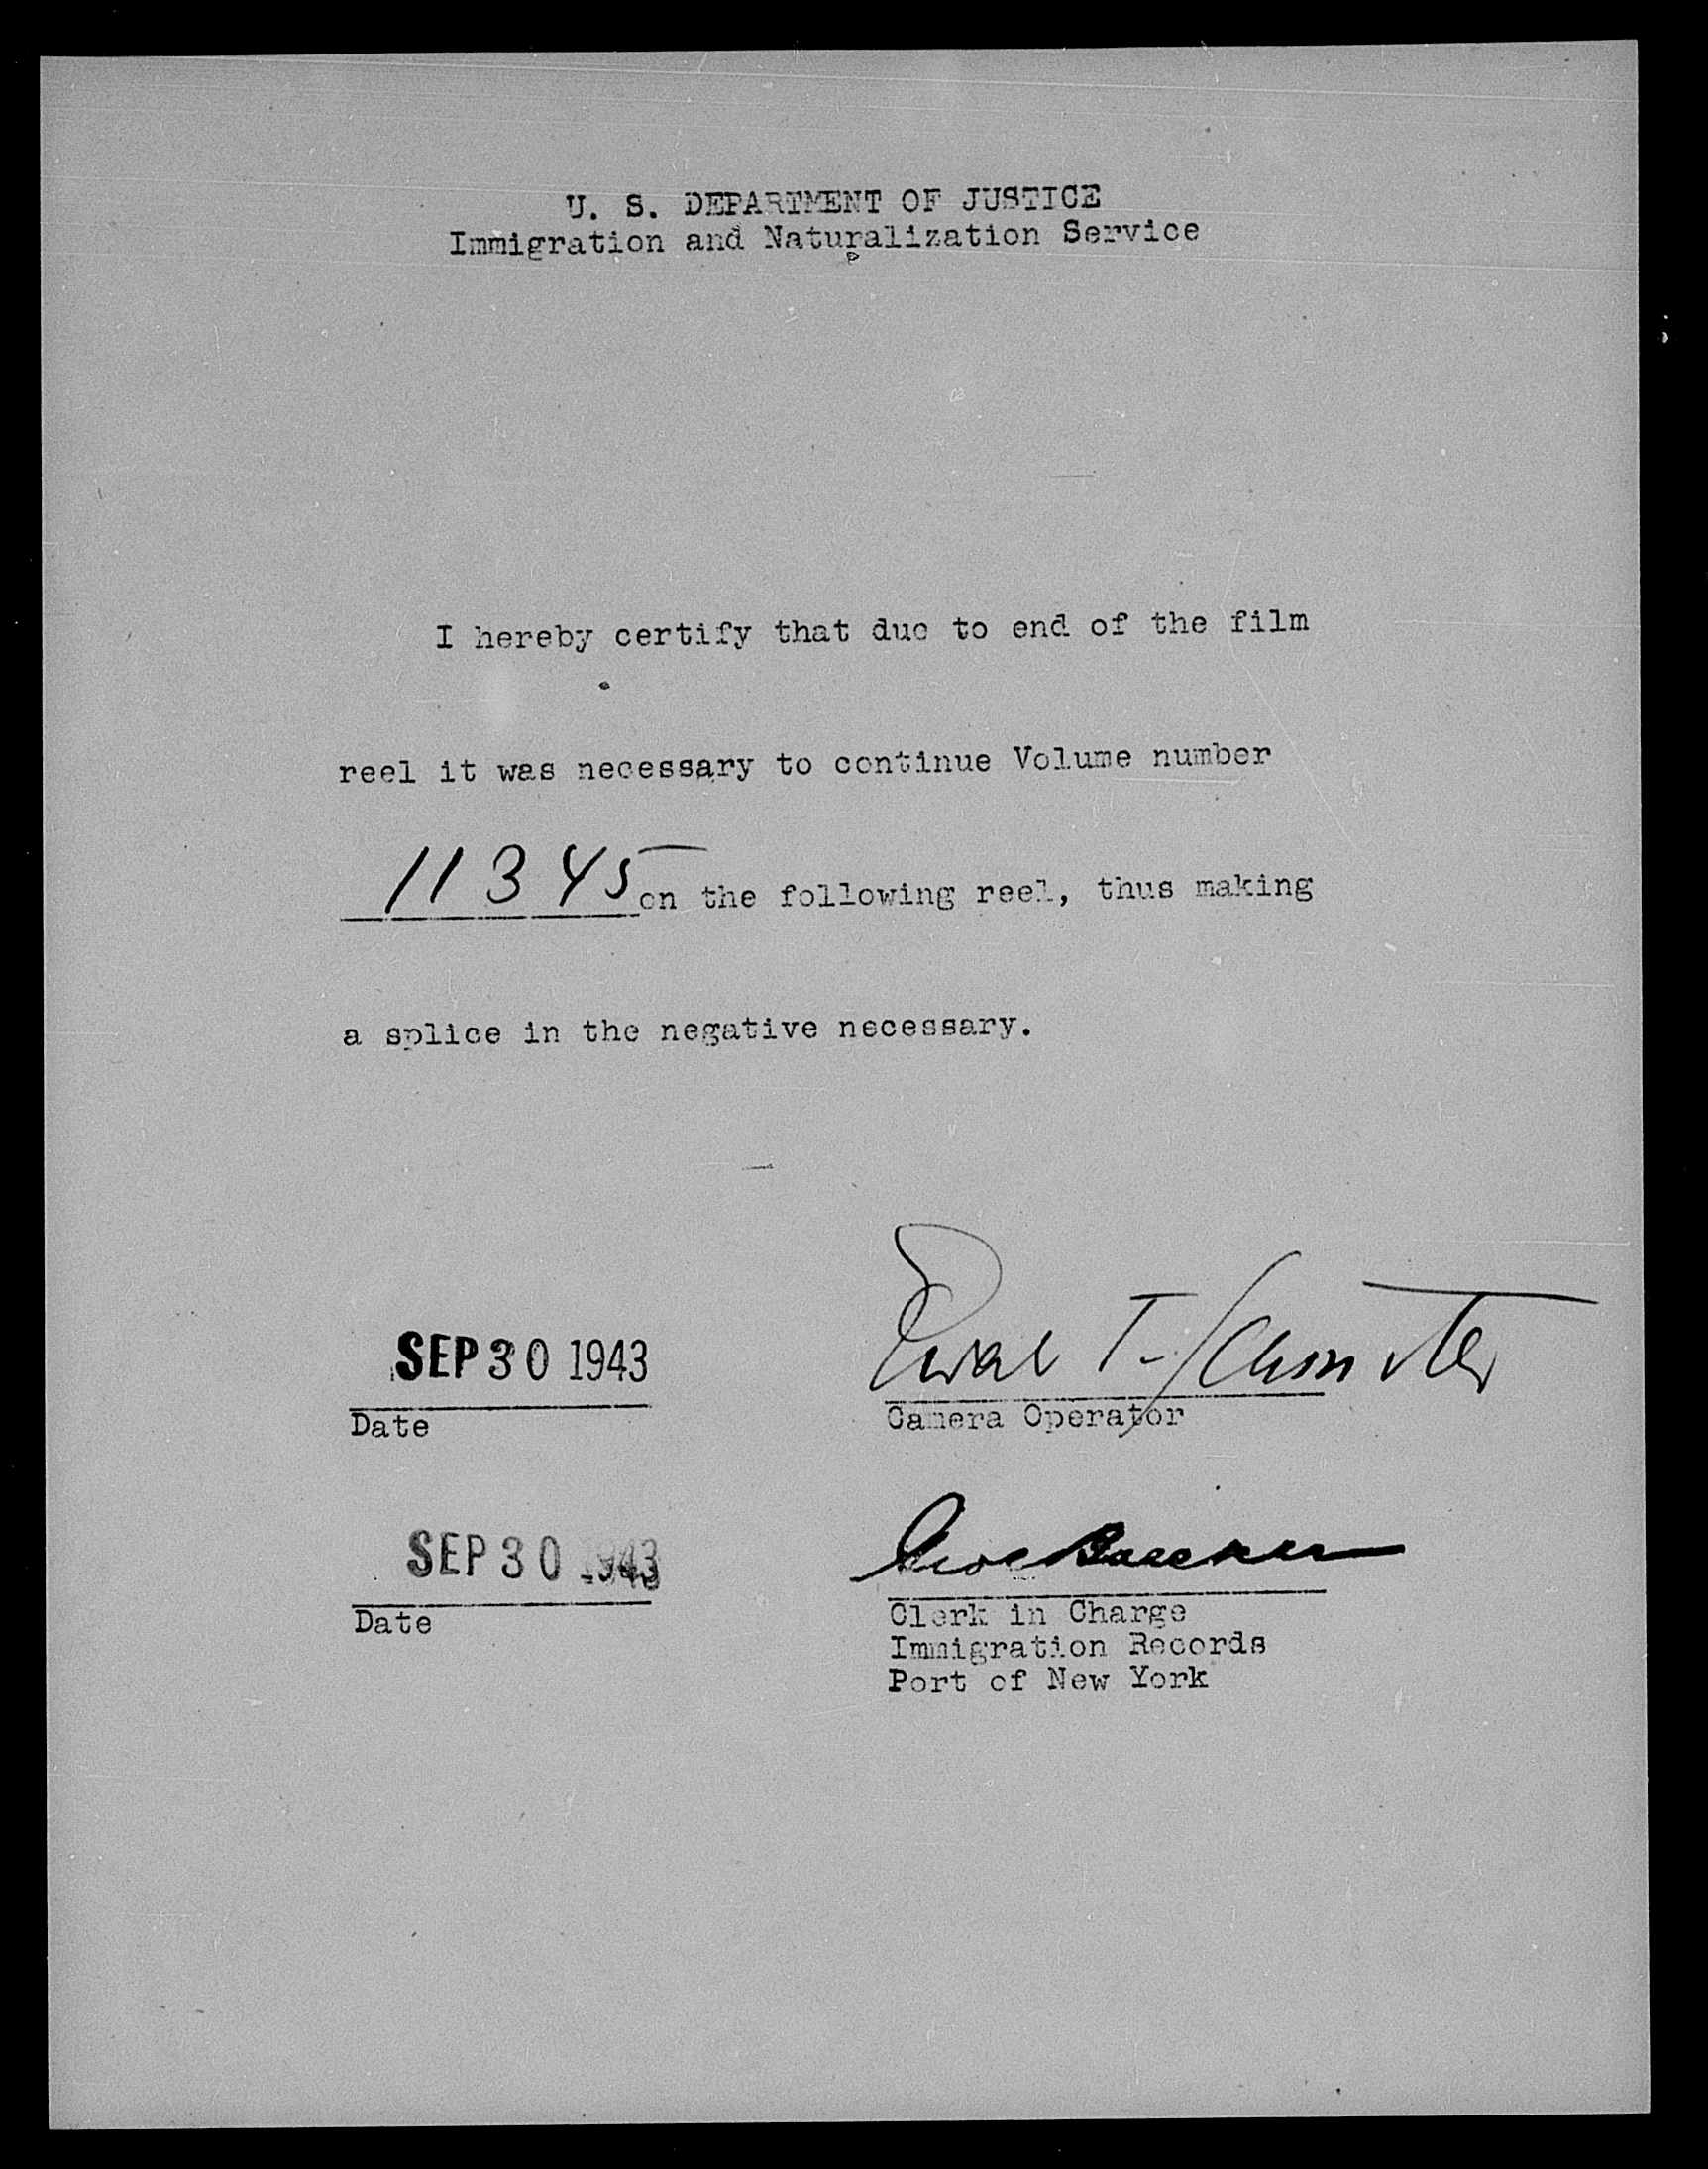 U. S. DEPARTMENT OF JUSTICE
Immigration and Naturalization Service
I hereby certify that due to end of the film
reel it was necessary to continue Volume number
11345 on the following reel, thus making
a splice in the negative necessary.
SEP 30 1943
Date
Camera Operator
SEP 30 1943
Date
Clerk in Charge
Immigration Records
Port of New York